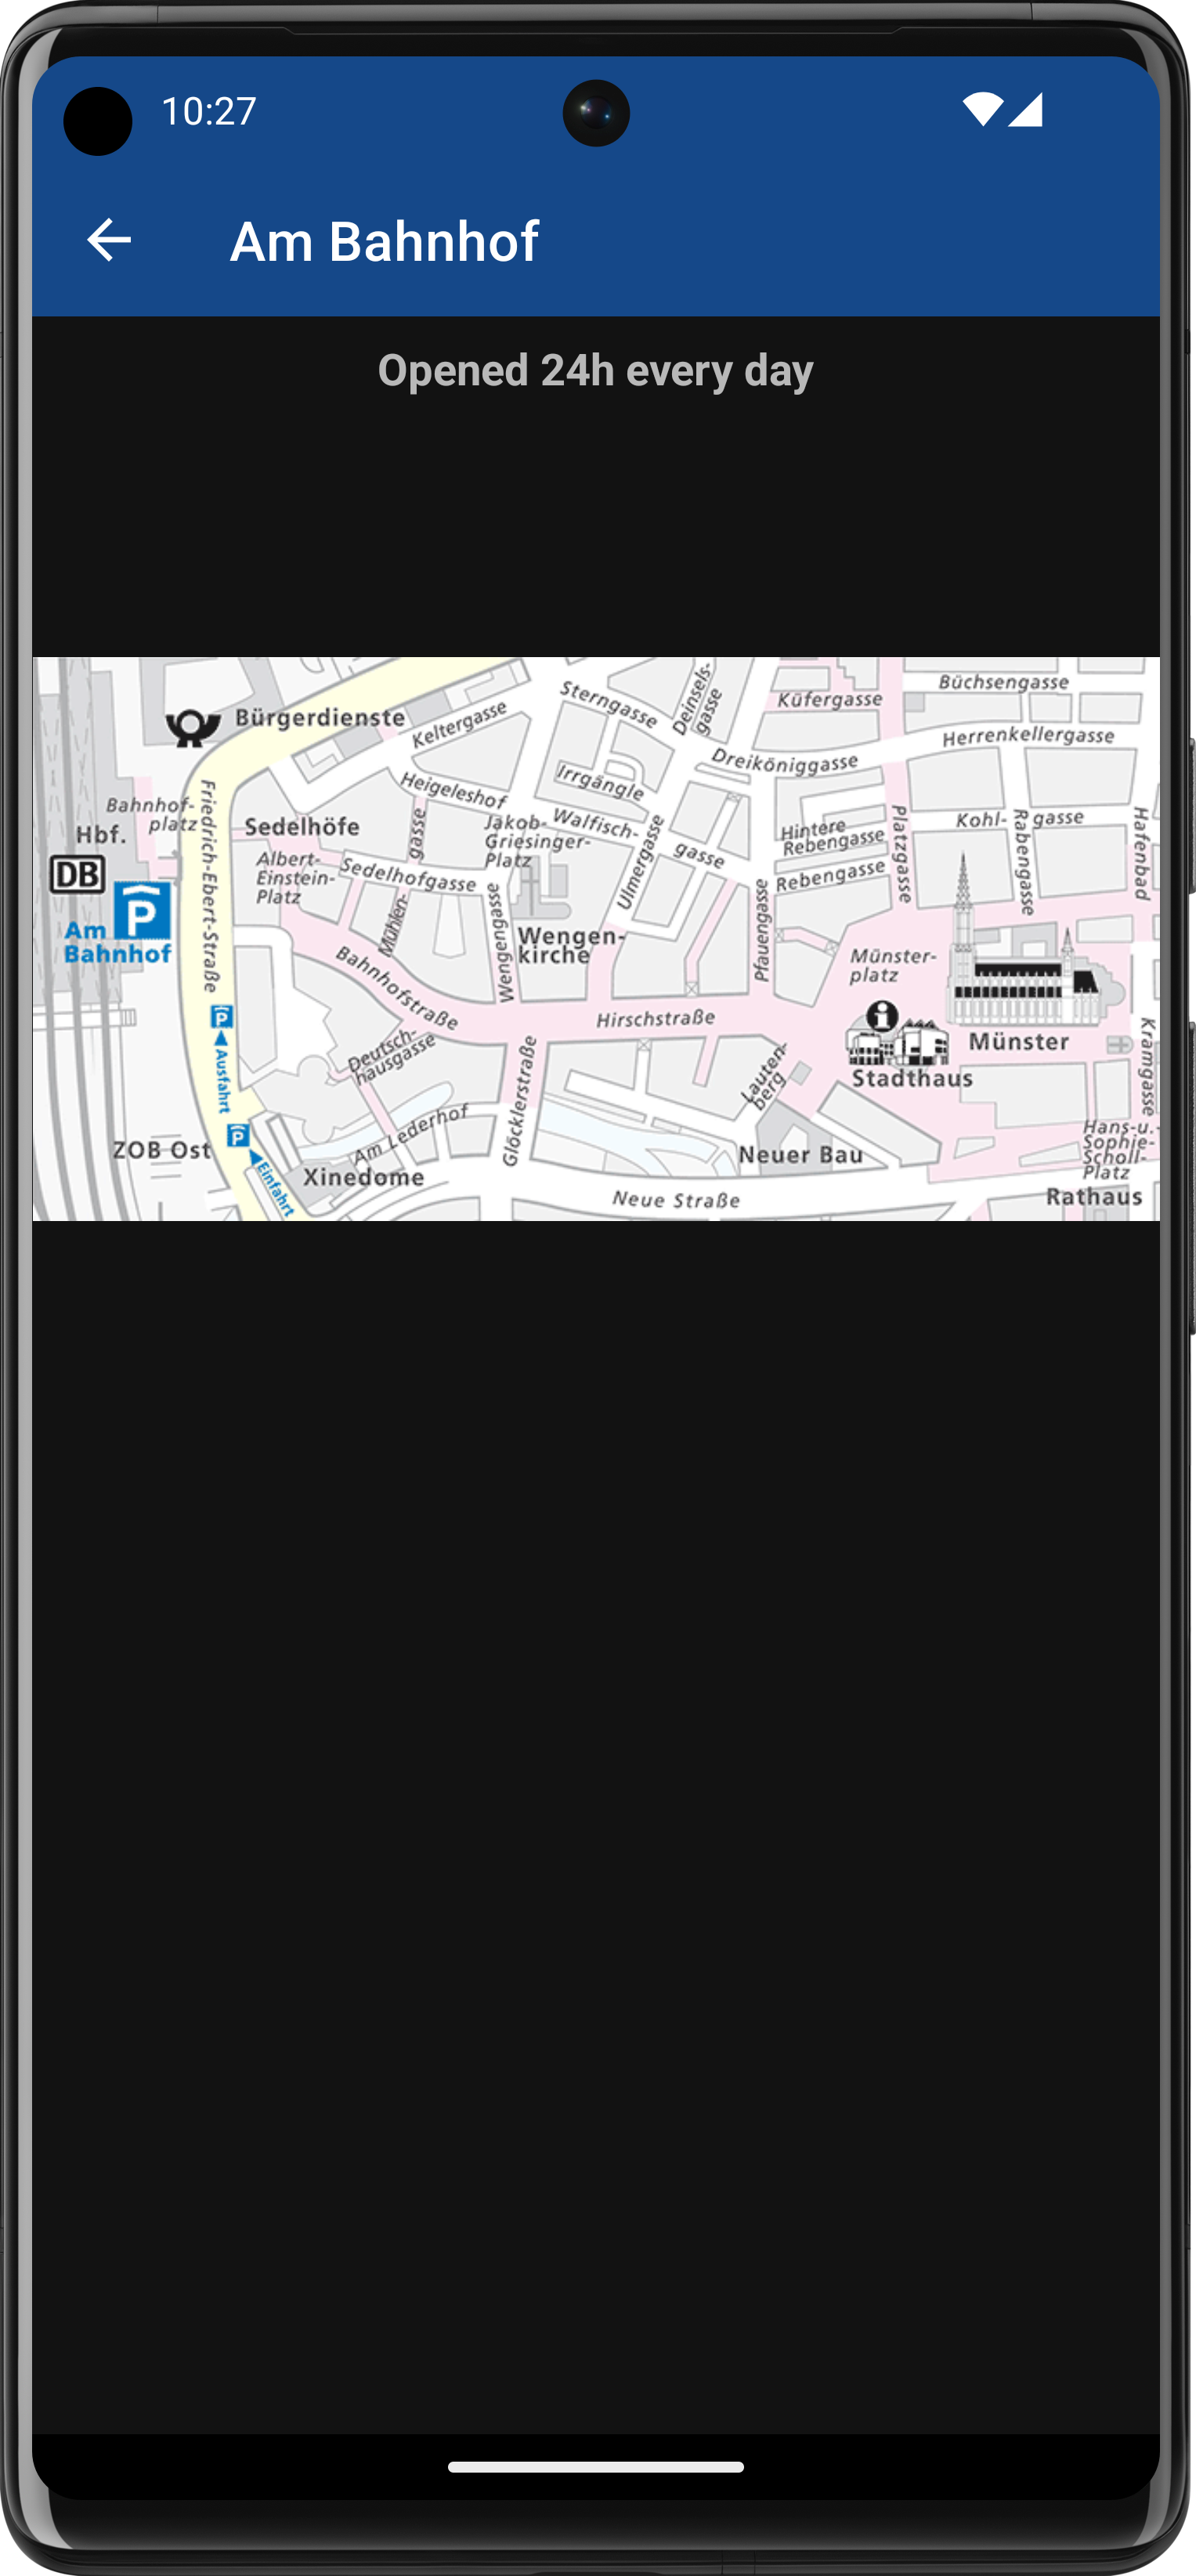 10:27
Am Bahnhof
Opened 24h every day
Büchsengasse
Sterngasse
Deinsels-
gasse
Küfergasse
Bürgerdienste
Keltergasse
Herrenkellergasse
Dreikönigsgasse
Irrgängle
Heigeleshof
Friedrich-Ebert-Straße
Bahnhof-
platz
Hbf.
DB
P
Am
Bahnhof
Sedelhöfe
Albert-
Einstein-
Platz
Sedelhofgasse
Mühlen-
gasse
Jakob-
Griesinger-
Platz
Walfisch-
gasse
Ulmergasse
Hintere
Rebengasse
Rebengasse
Platzgasse
Kohl-
gasse
Rabengasse
Hafenbad
Wengengasse
Wengen-
kirche
Pfauengasse
Münster-
platz
Bahnhofstraße
Hirschstraße
i
Münster
Stadthaus
Kramgasse
P
Ausfahrt
Deutsch-
hausgasse
Glöcklerstraße
Lauten-
berg
Am Lederhof
P
Einfahrt
ZOB Ost
Xinedome
Neuer Bau
Neue Straße
Hans-u.-
Sophie-
Scholl-
Platz
Rathaus